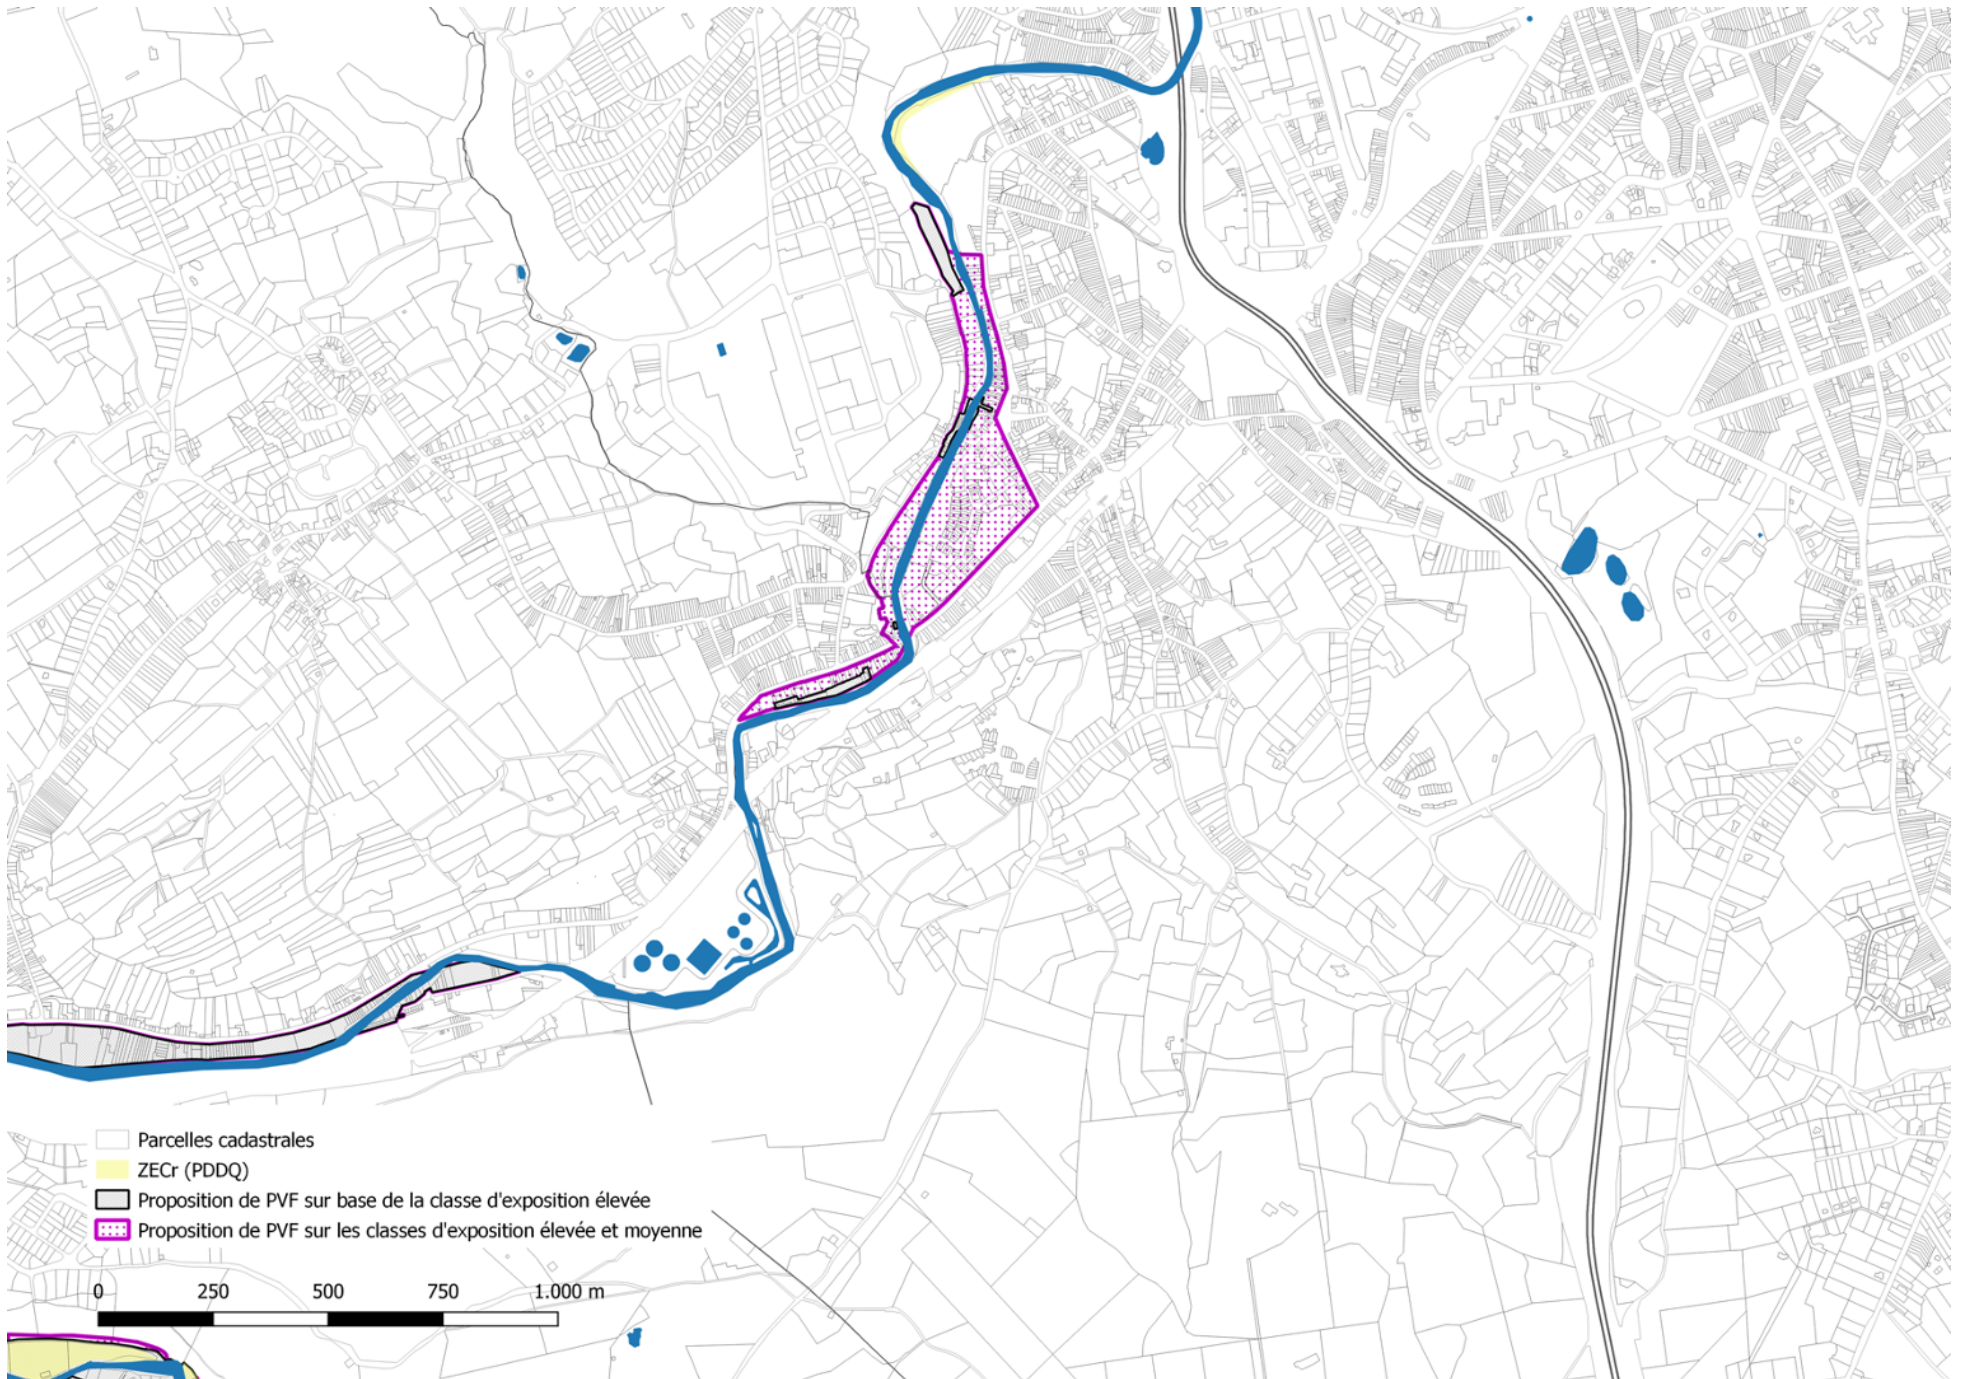 Parcelles cadastrales
ZECr (PDDQ)
Proposition de PVF sur base de la classe d'exposition élevée
Proposition de PVF sur les classes d'exposition élevée et moyenne
0 250 500 750 1.000 m